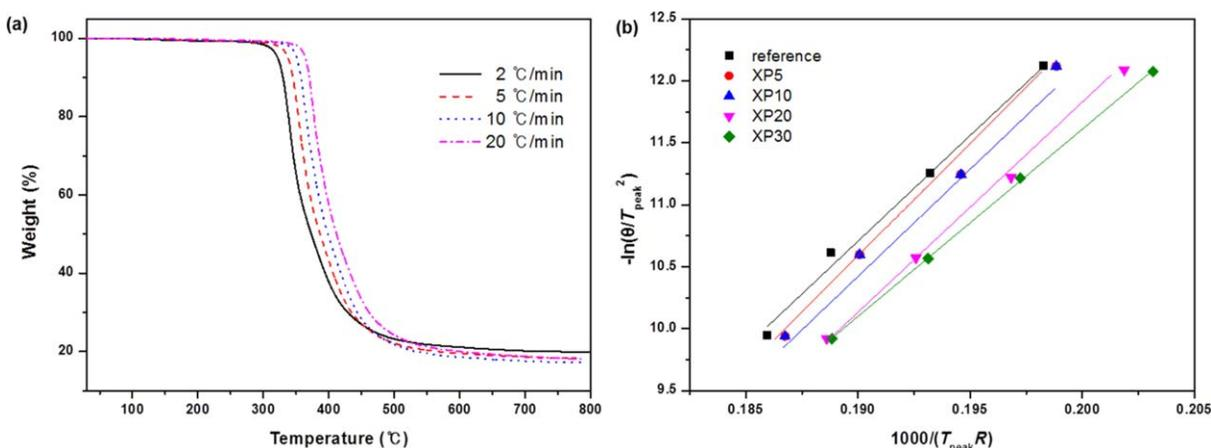 (a)
100
80
60
40
20
Weight (%)
2 ℃/min
5 ℃/min
10 ℃/min
20 ℃/min
100 200 300 400 500 600 700 800
Temperature (℃)
(b)
12.5
12.0
11.5
11.0
10.5
10.0
9.5
-ln(θ/Tpeak²)
reference
XP5
XP10
XP20
XP30
0.185 0.190 0.195 0.200 0.205
1000/(TpeakR)